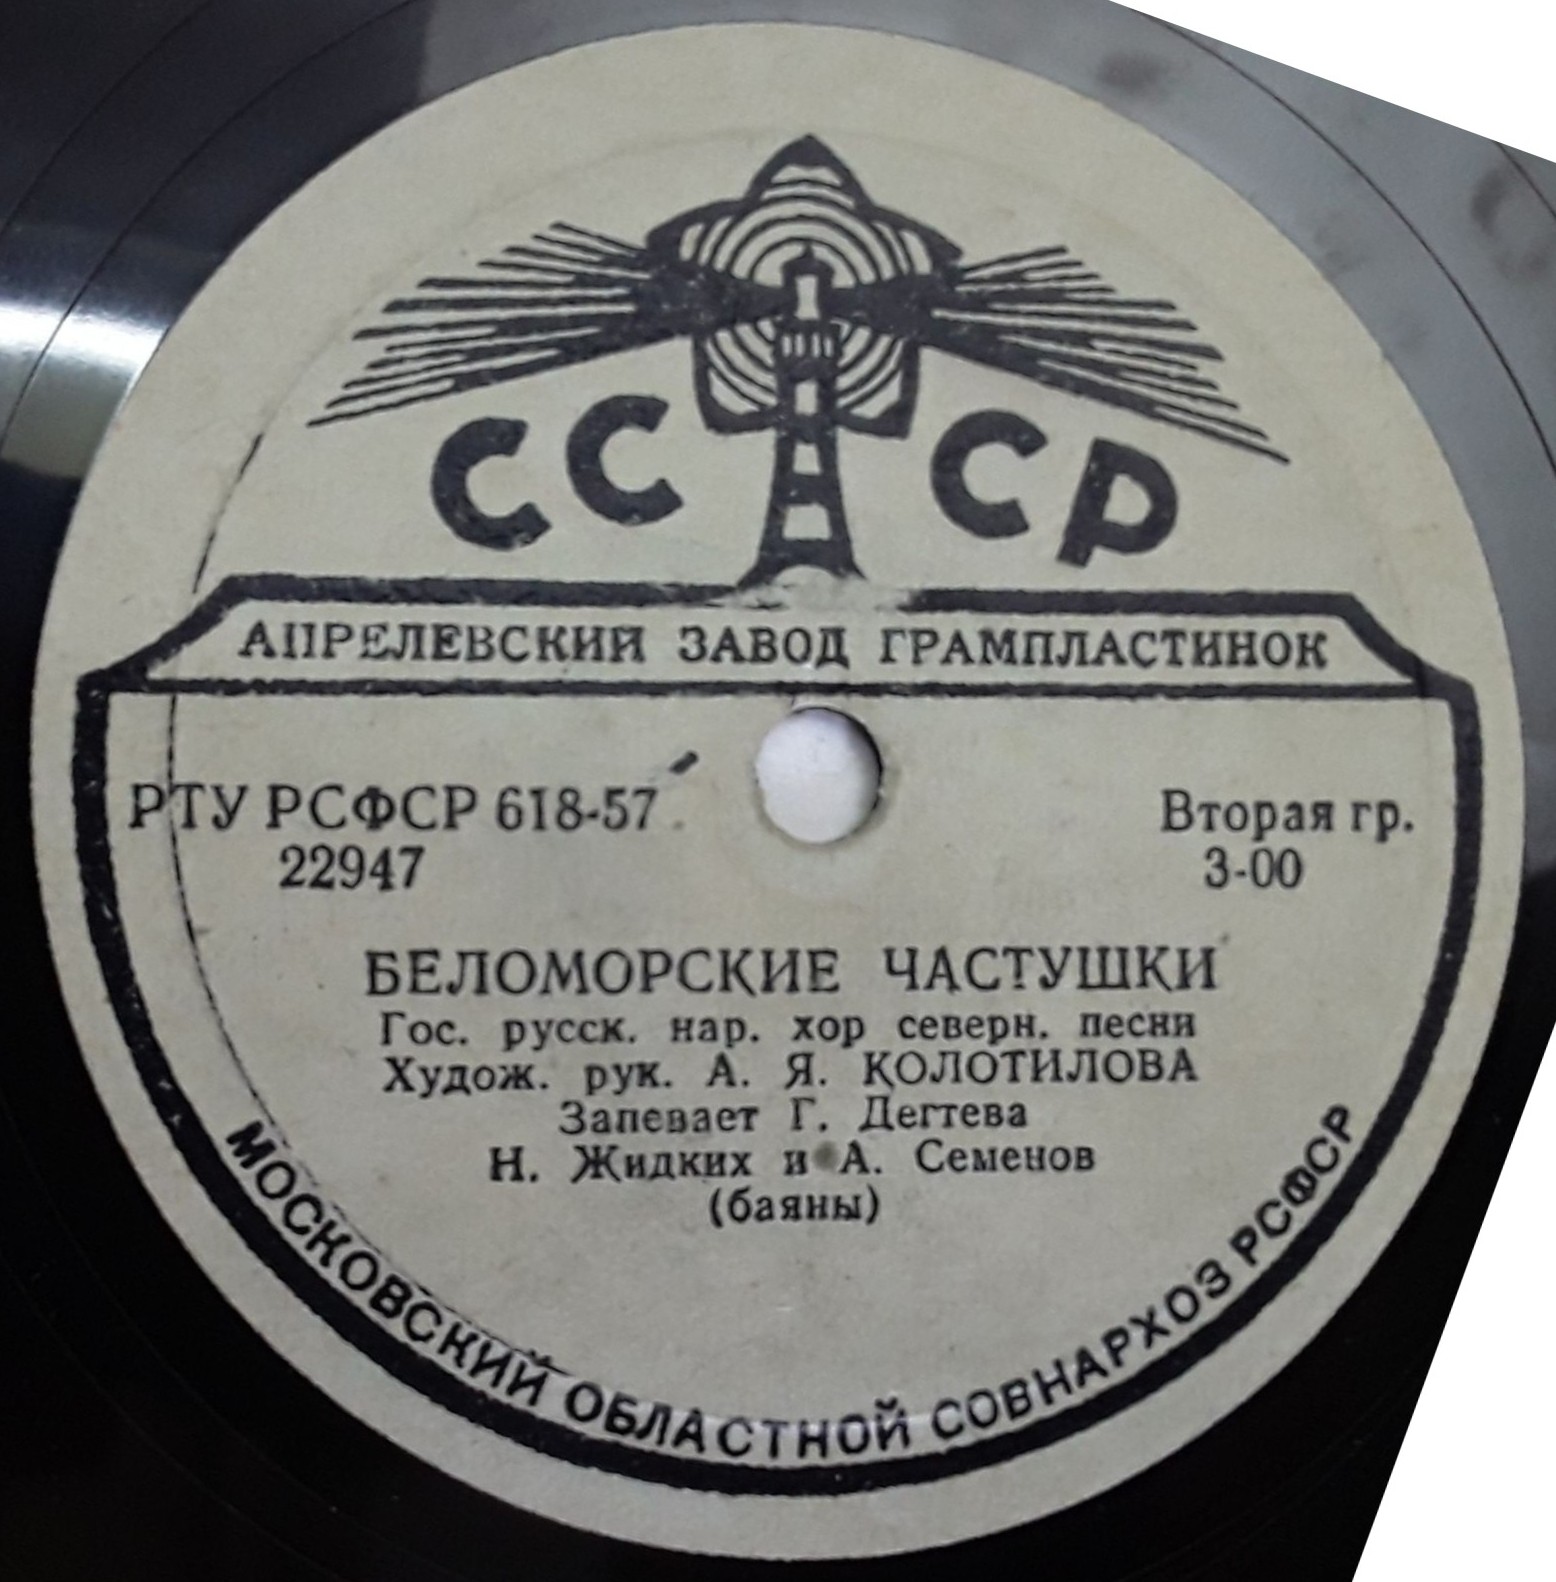 СССР
АПРЕЛЕВСКИЙ ЗАВОД ГРАМПЛАСТИНОК
РТУ РСФСР 618-57
Вторая гр.
22947
3-00
БЕЛОМОРСКИЕ ЧАСТУШКИ
Гос. русск. нар. хор северн. песни
Худож. рук. А. Я. КОЛОТИЛОВА
Запевает Г. Дегтева
Н. Жидких и А. Семенов
(баяны)
МОСКОВСКИЙ ОБЛАСТНОЙ СОВНАРХОЗ РСФСР